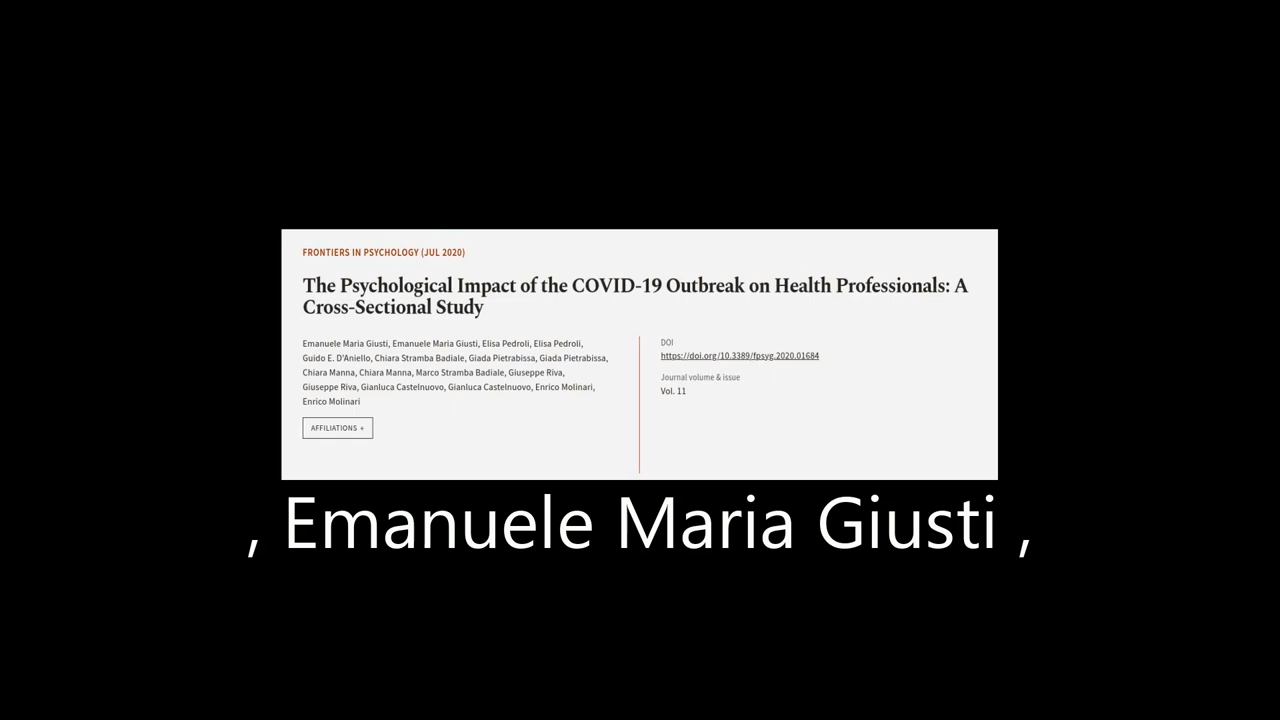 FRONTIERS IN PSYCHOLOGY (JUL 2020)
The Psychological Impact of the COVID-19 Outbreak on Health Professionals: A
Cross-Sectional Study
Emanuele Maria Giusti, Emanuele Maria Giusti, Elisa Pedroli, Elisa Pedroli,
Guido E. D'Aniello, Chiara Stramba Badiale, Giada Pietrabissa, Giada Pietrabissa,
Chiara Manna, Chiara Manna, Marco Stramba Badiale, Giuseppe Riva,
Giuseppe Riva, Gianluca Castelnuovo, Gianluca Castelnuovo, Enrico Molinari,
Enrico Molinari
AFFILIATIONS +
DOI
https://doi.org/10.3389/fpsyg.2020.01684
Journal volume & issue
Vol. 11
, Emanuele Maria Giusti ,